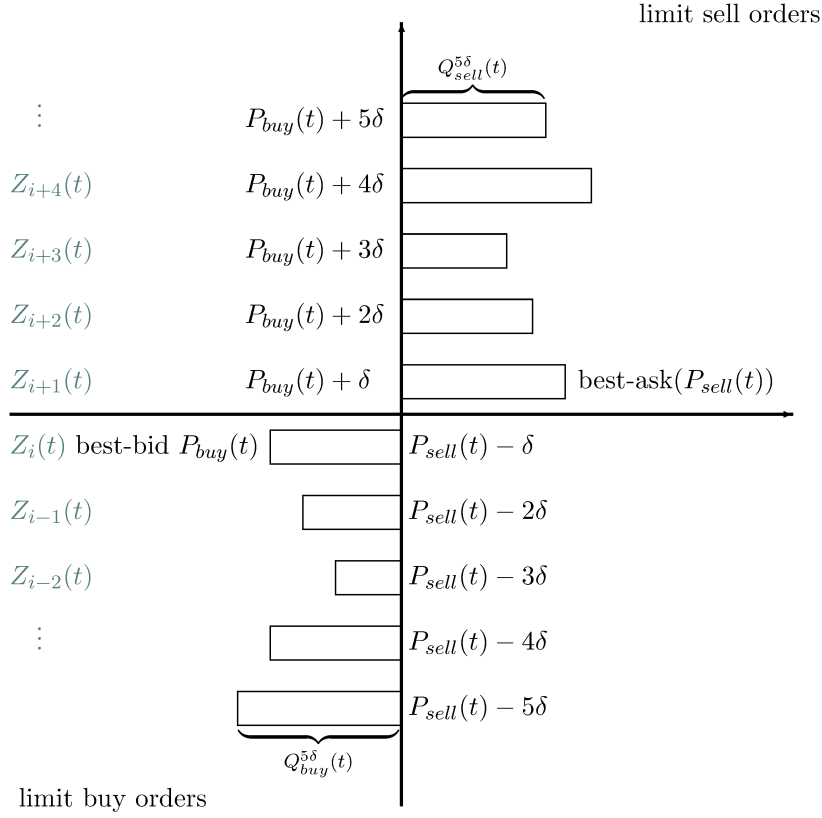 limit sell orders
Q_{sell}^{5δ}(t)
⋮ P_{buy}(t) + 5δ
Z_{i+4}(t) P_{buy}(t) + 4δ
Z_{i+3}(t) P_{buy}(t) + 3δ
Z_{i+2}(t) P_{buy}(t) + 2δ
Z_{i+1}(t) P_{buy}(t) + δ best-ask(P_{sell}(t))
Z_i(t) best-bid P_{buy}(t) P_{sell}(t) − δ
Z_{i−1}(t) P_{sell}(t) − 2δ
Z_{i−2}(t) P_{sell}(t) − 3δ
⋮ P_{sell}(t) − 4δ
P_{sell}(t) − 5δ
Q_{buy}^{5δ}(t)
limit buy orders